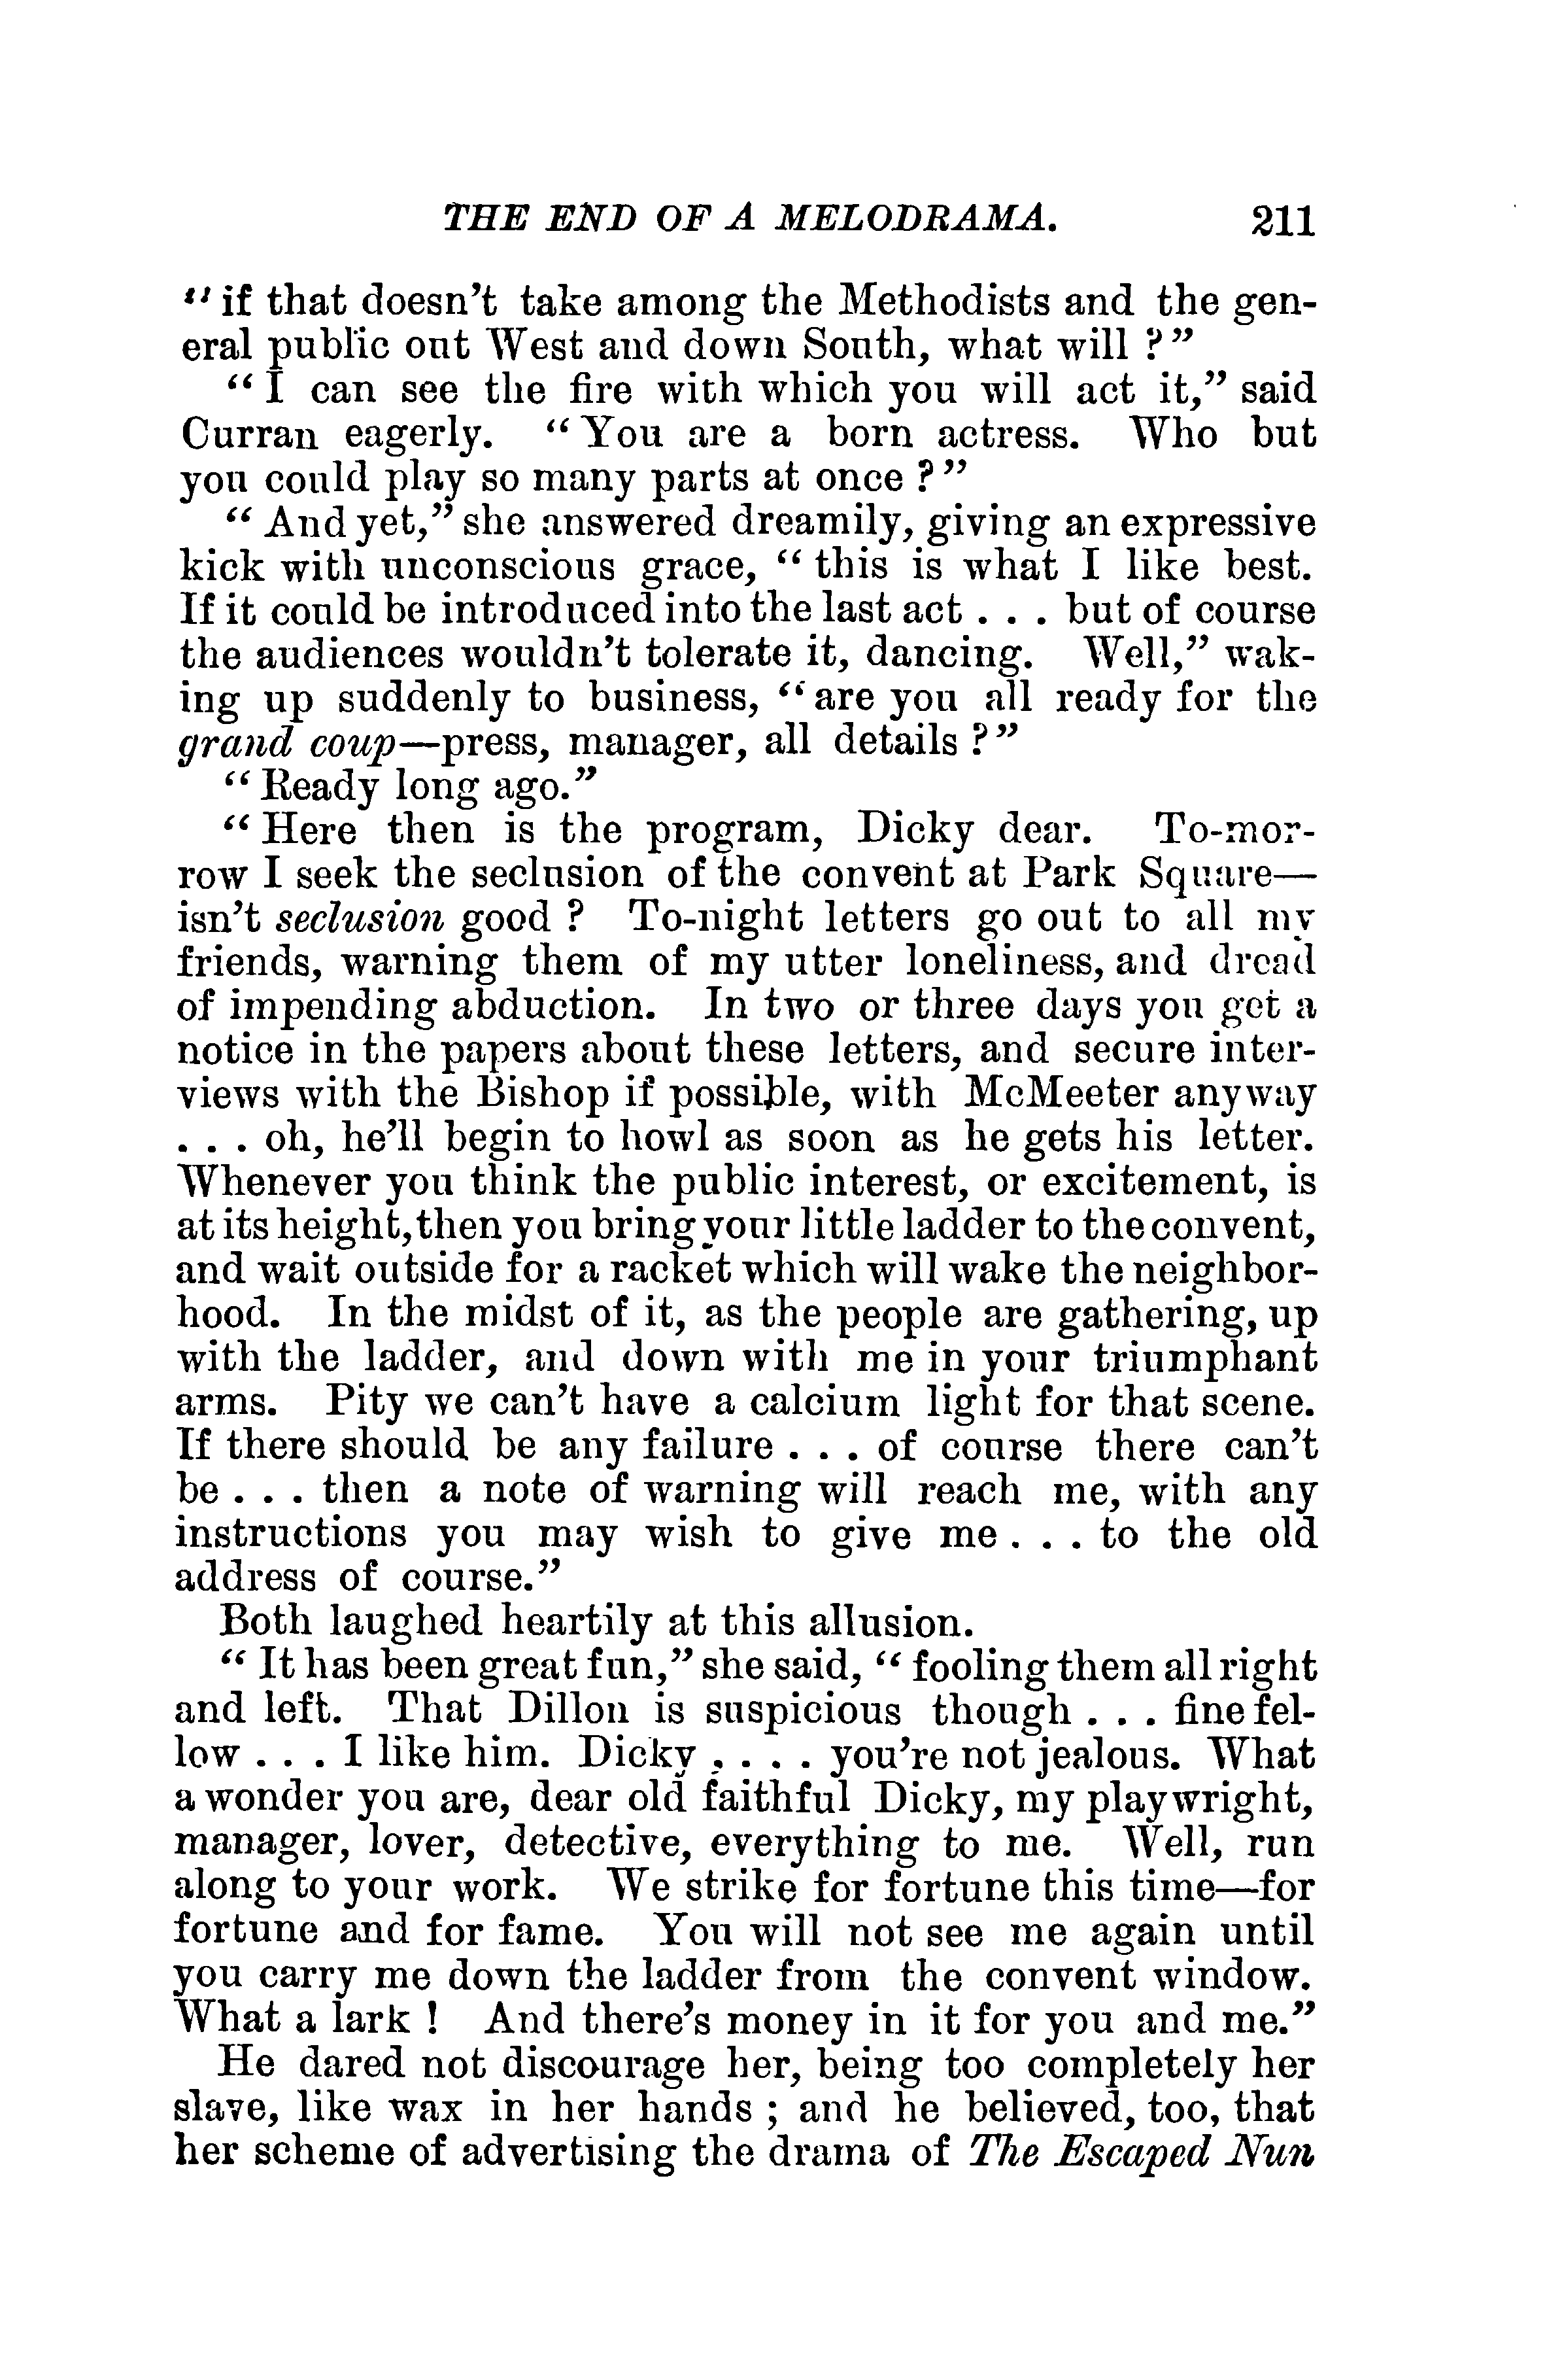 THE END OF A MELODRAMA. 211
"if that doesn't take among the Methodists and the gen-
eral public out West and down South, what will ?"
"I can see the fire with which you will act it," said
Curran eagerly. "You are a born actress. Who but
you could play so many parts at once ?"
"And yet," she answered dreamily, giving an expressive
kick with unconscious grace, "this is what I like best.
If it could be introduced into the last act . . . but of course
the audiences wouldn't tolerate it, dancing. Well," wak-
ing up suddenly to business, "are you all ready for the
grand coup—press, manager, all details ?"
"Ready long ago."
"Here then is the program, Dicky dear. To-mor-
row I seek the seclusion of the convent at Park Square—
isn't seclusion good ? To-night letters go out to all my
friends, warning them of my utter loneliness, and dread
of impending abduction. In two or three days you get a
notice in the papers about these letters, and secure inter-
views with the Bishop if possible, with McMeeter anyway
. . . oh, he'll begin to howl as soon as he gets his letter.
Whenever you think the public interest, or excitement, is
at its height, then you bring your little ladder to the convent,
and wait outside for a racket which will wake the neighbor-
hood. In the midst of it, as the people are gathering, up
with the ladder, and down with me in your triumphant
arms. Pity we can't have a calcium light for that scene.
If there should be any failure . . . of course there can't
be . . . then a note of warning will reach me, with any
instructions you may wish to give me . . . to the old
address of course."
Both laughed heartily at this allusion.
"It has been great fun," she said, "fooling them all right
and left. That Dillon is suspicious though . . . fine fel-
low . . . I like him. Dicky . . . . you're not jealous. What
a wonder you are, dear old faithful Dicky, my playwright,
manager, lover, detective, everything to me. Well, run
along to your work. We strike for fortune this time—for
fortune and for fame. You will not see me again until
you carry me down the ladder from the convent window.
What a lark ! And there's money in it for you and me."
He dared not discourage her, being too completely her
slave, like wax in her hands ; and he believed, too, that
her scheme of advertising the drama of The Escaped Nun